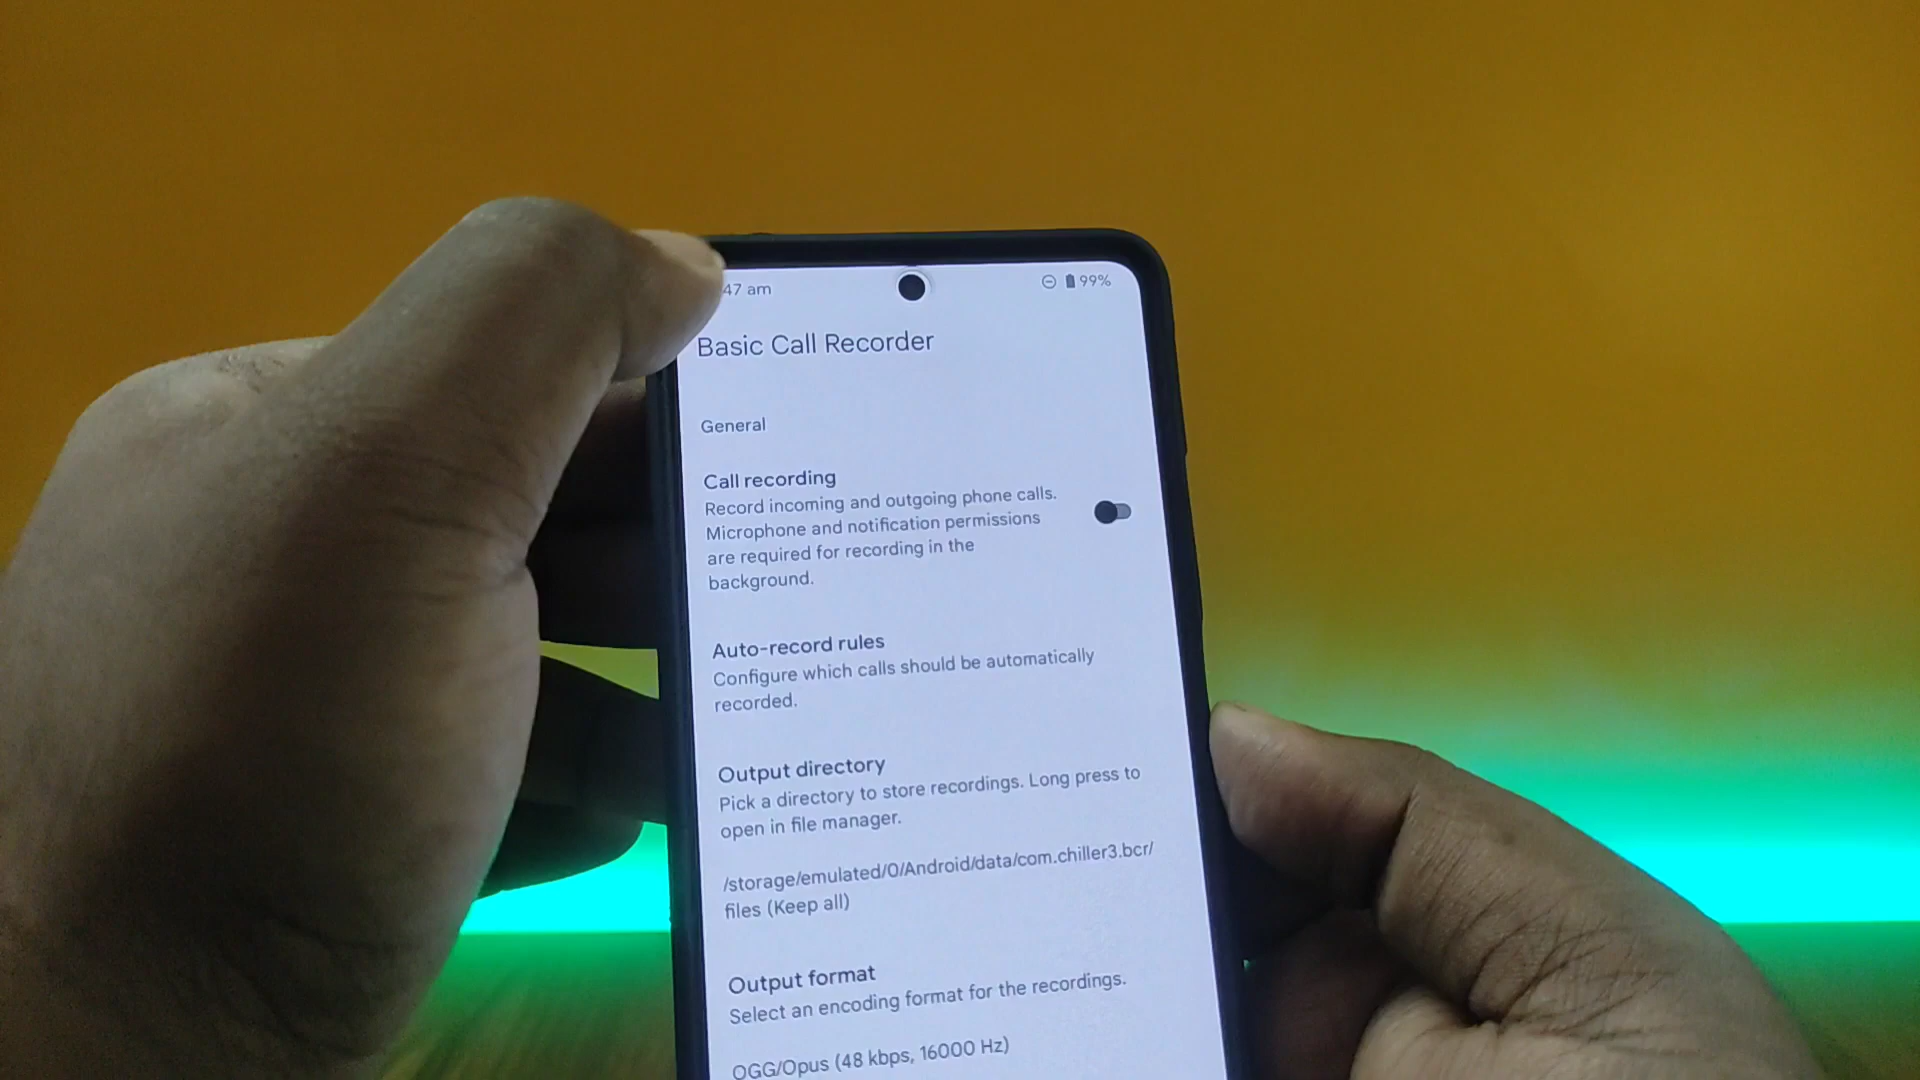 47 am
99%
Basic Call Recorder
General
Call recording
Record incoming and outgoing phone calls.
Microphone and notification permissions
are required for recording in the
background.
Auto-record rules
Configure which calls should be automatically
recorded.
Output directory
Pick a directory to store recordings. Long press to
open in file manager.
/storage/emulated/0/Android/data/com.chiller3.bcr/
files (Keep all)
Output format
Select an encoding format for the recordings.
OGG/Opus (48 kbps, 16000 Hz)